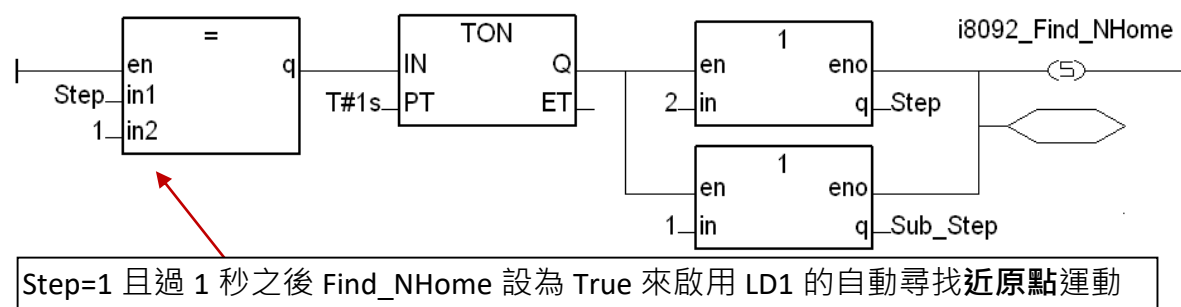 i8092_Find_NHome
= TON 1
en q IN Q en eno (S)
Step in1 T#1s PT ET 2 in q Step
1 in2
1
en eno
1 in q Sub_Step
Step=1 且過 1 秒之後 Find_NHome 設為 True 來啟用 LD1 的自動尋找近原點運動